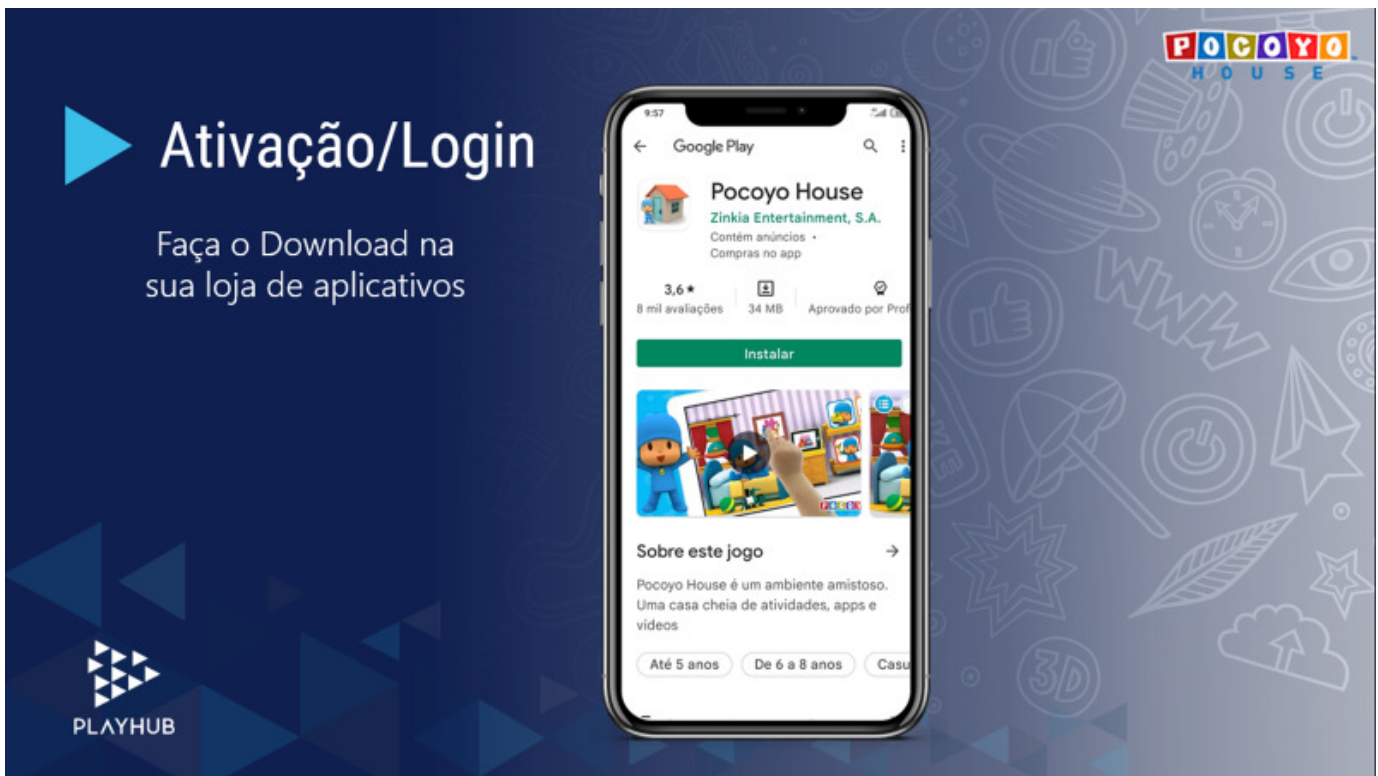 POCOYO
HOUSE
Ativação/Login
Faça o Download na
sua loja de aplicativos
9:57
Google Play
Pocoyo House
Zinkia Entertainment, S.A.
Contém anúncios •
Compras no app
3,6★
8 mil avaliações
34 MB
Aprovado por Prof
Instalar
POCOYO
Sobre este jogo
Pocoyo House é um ambiente amistoso.
Uma casa cheia de atividades, apps e
vídeos
Até 5 anos
De 6 a 8 anos
Casu
WWW
3D
PLAYHUB